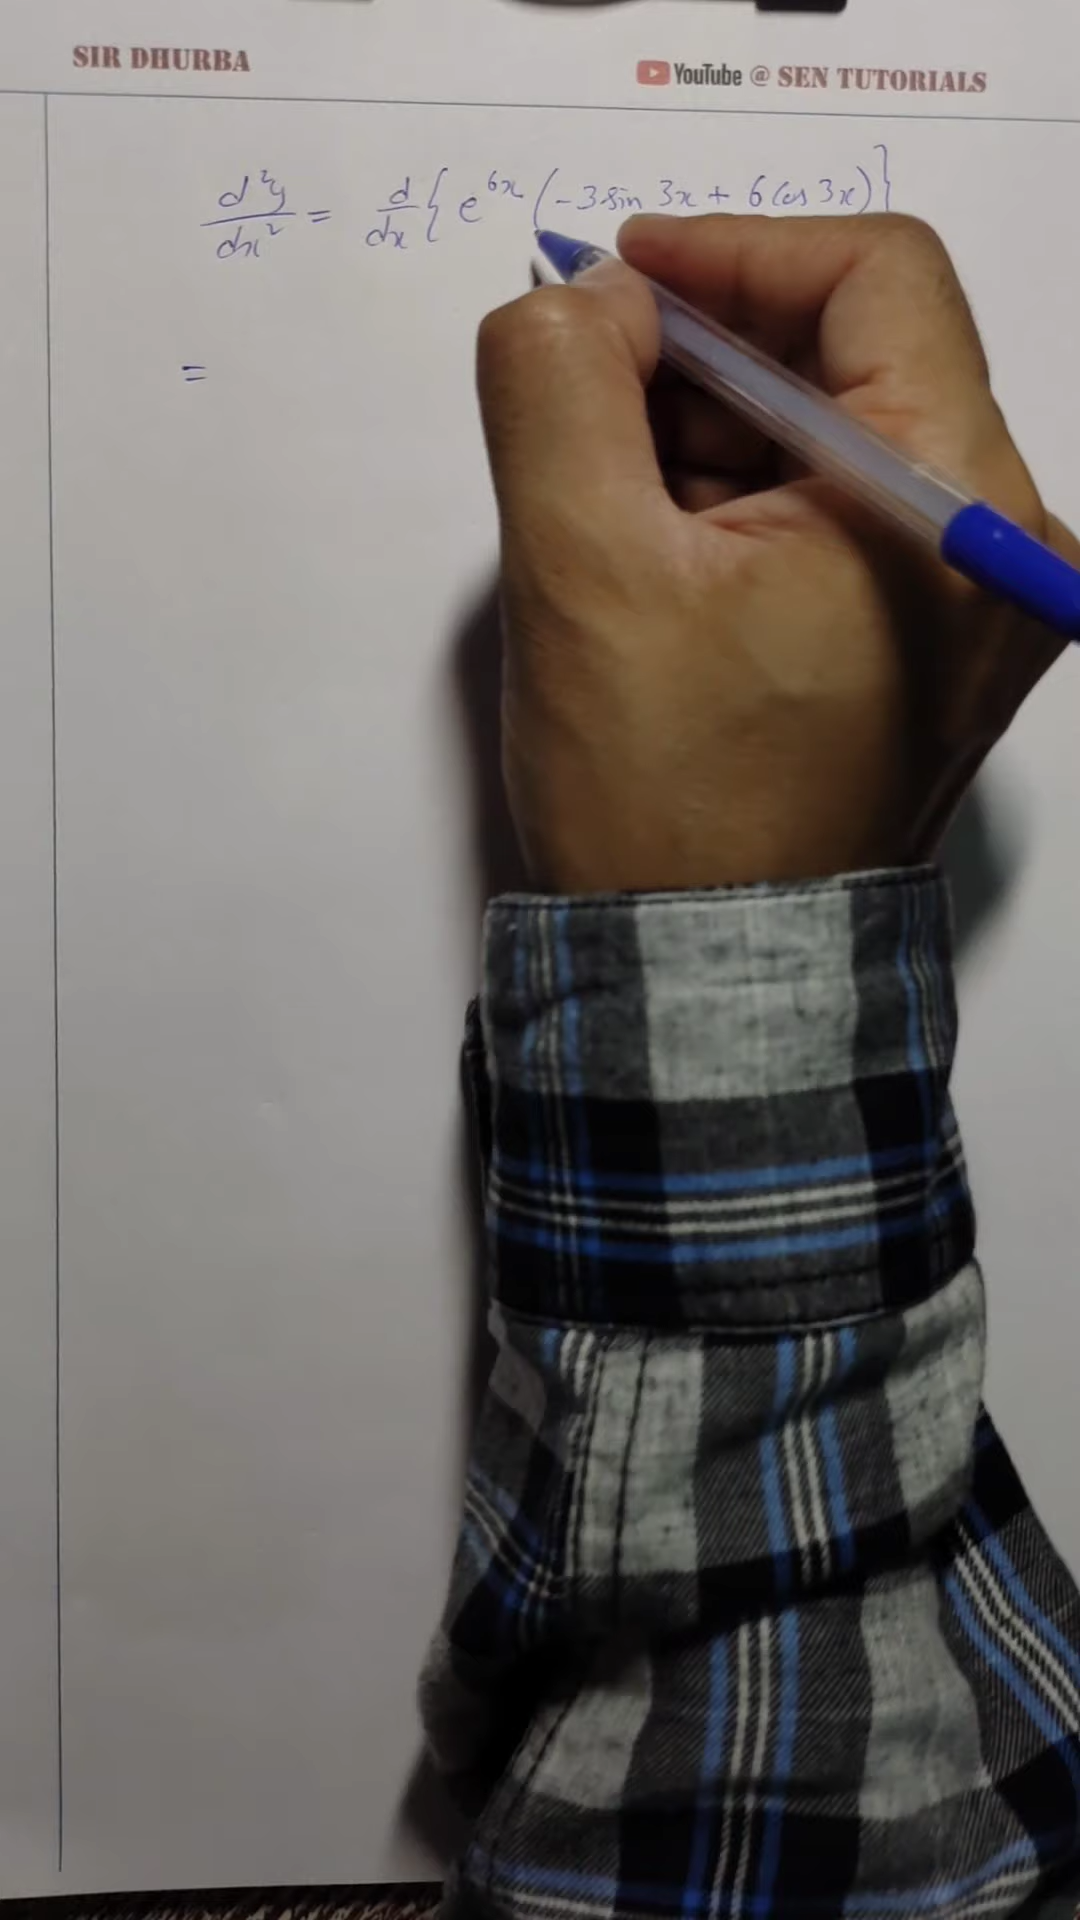 SIR DHURBA
YouTube @ SEN TUTORIALS
d²y/dx² = d/dx { e^6x (-3 sin 3x + 6 cos 3x) }
=